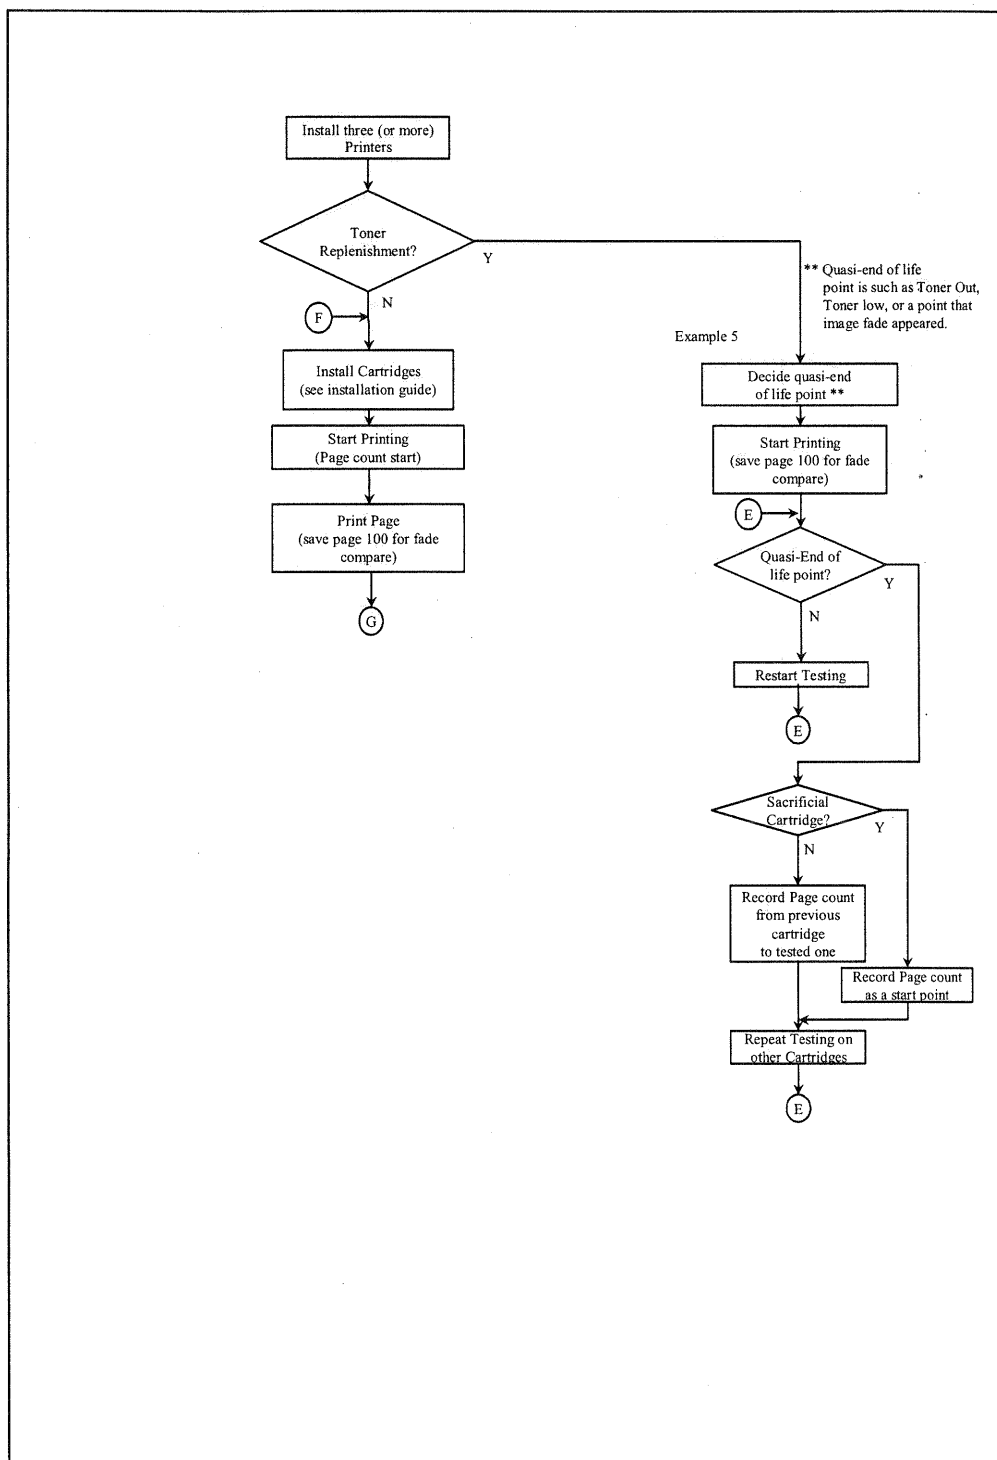 Install three (or more)
Printers
Toner
Replenishment?
Y
N
F
Install Cartridges
(see installation guide)
Start Printing
(Page count start)
Print Page
(save page 100 for fade
compare)
G
** Quasi-end of life
point is such as Toner Out,
Toner low, or a point that
image fade appeared.
Example 5
Decide quasi-end
of life point **
Start Printing
(save page 100 for fade
compare)
E
Quasi-End of
life point?
Y
N
Restart Testing
E
Sacrificial
Cartridge?
Y
N
Record Page count
from previous
cartridge
to tested one
Record Page count
as a start point
Repeat Testing on
other Cartridges
E